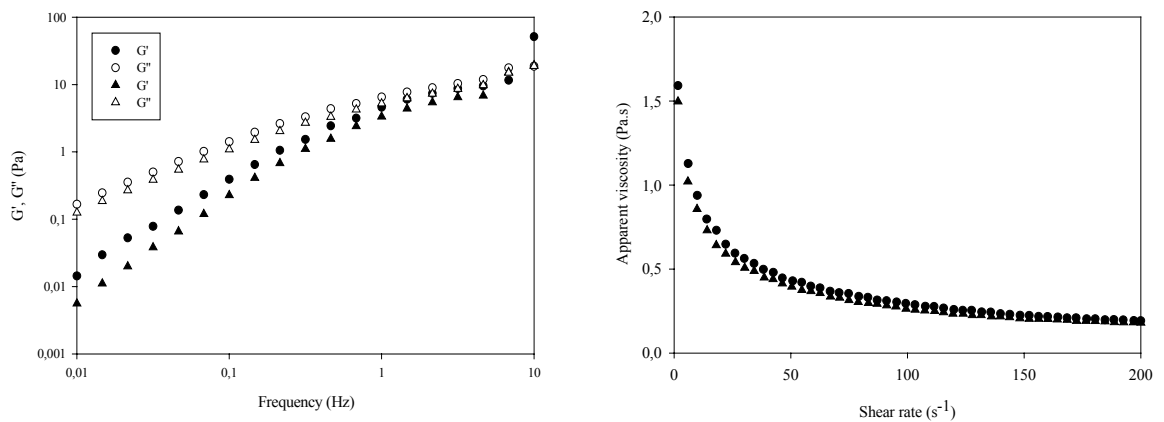 100
10
1
0,1
0,01
0,001
G', G" (Pa)
G'
G"
G'
G"
0,01
0,1
1
10
Frequency (Hz)
2,0
1,5
1,0
0,5
0,0
Apparent viscosity (Pa.s)
0
50
100
150
200
Shear rate (s-1)